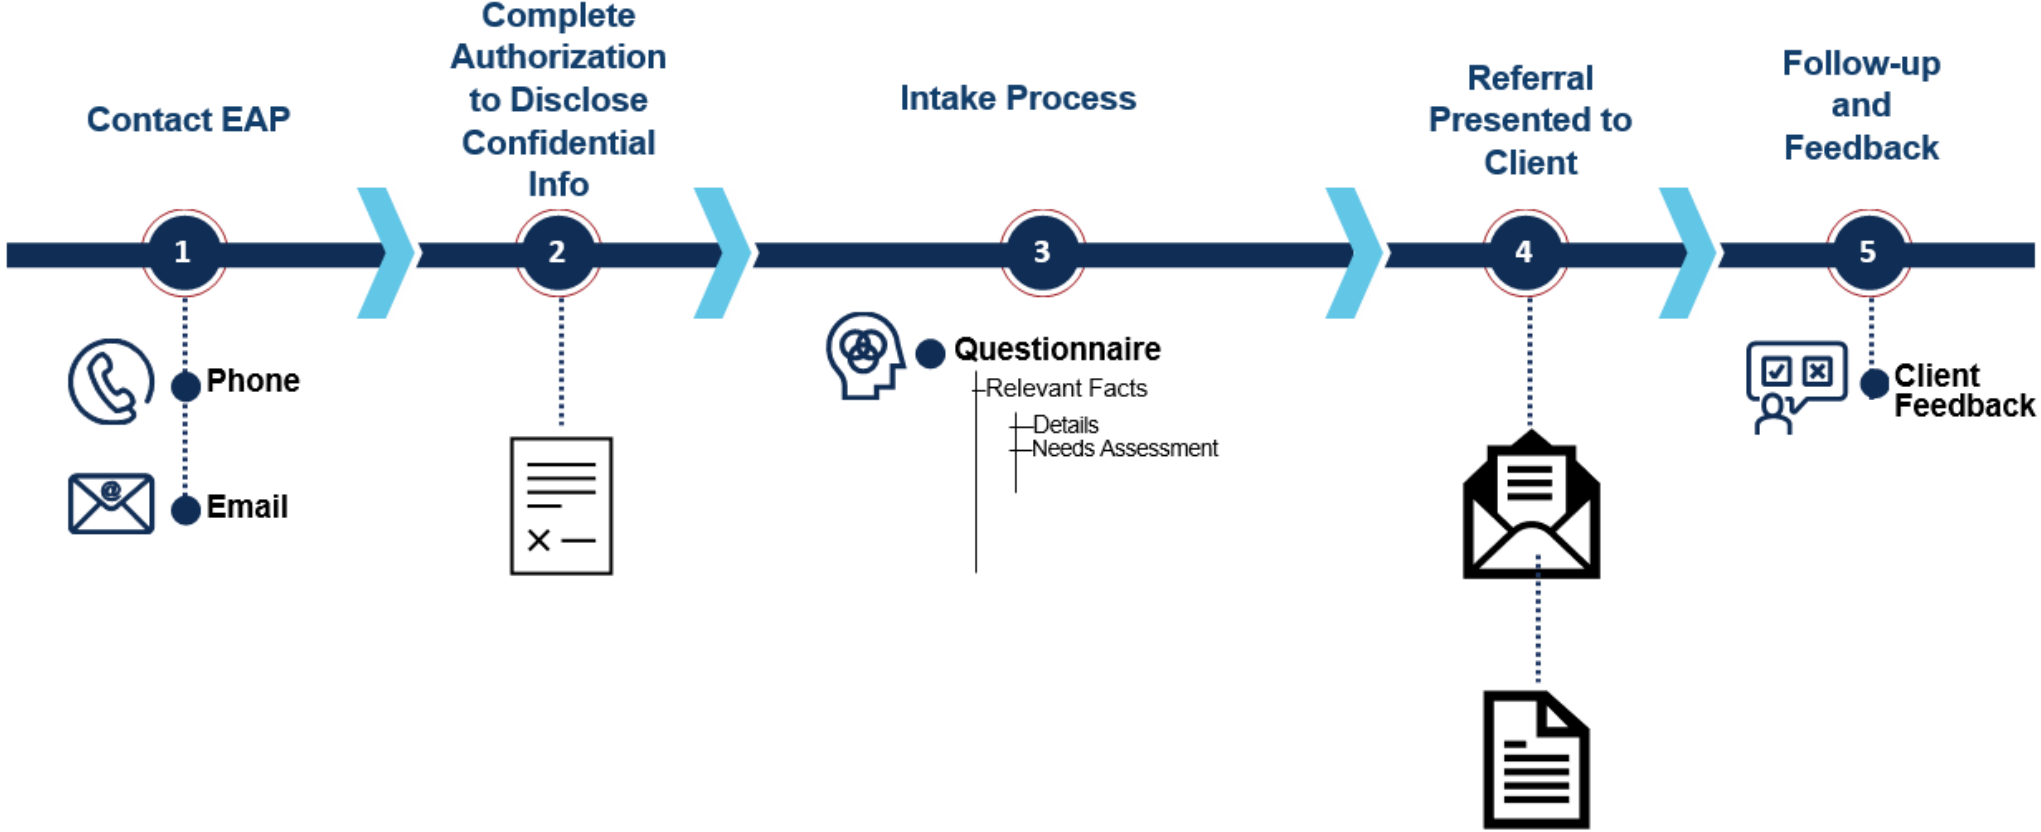 Contact EAP
Complete
Authorization
to Disclose
Confidential
Info
Intake Process
Referral
Presented to
Client
Follow-up
and
Feedback
1
2
3
4
5
Phone
@
Email
Questionnaire
Relevant Facts
Details
Needs Assessment
Client
Feedback